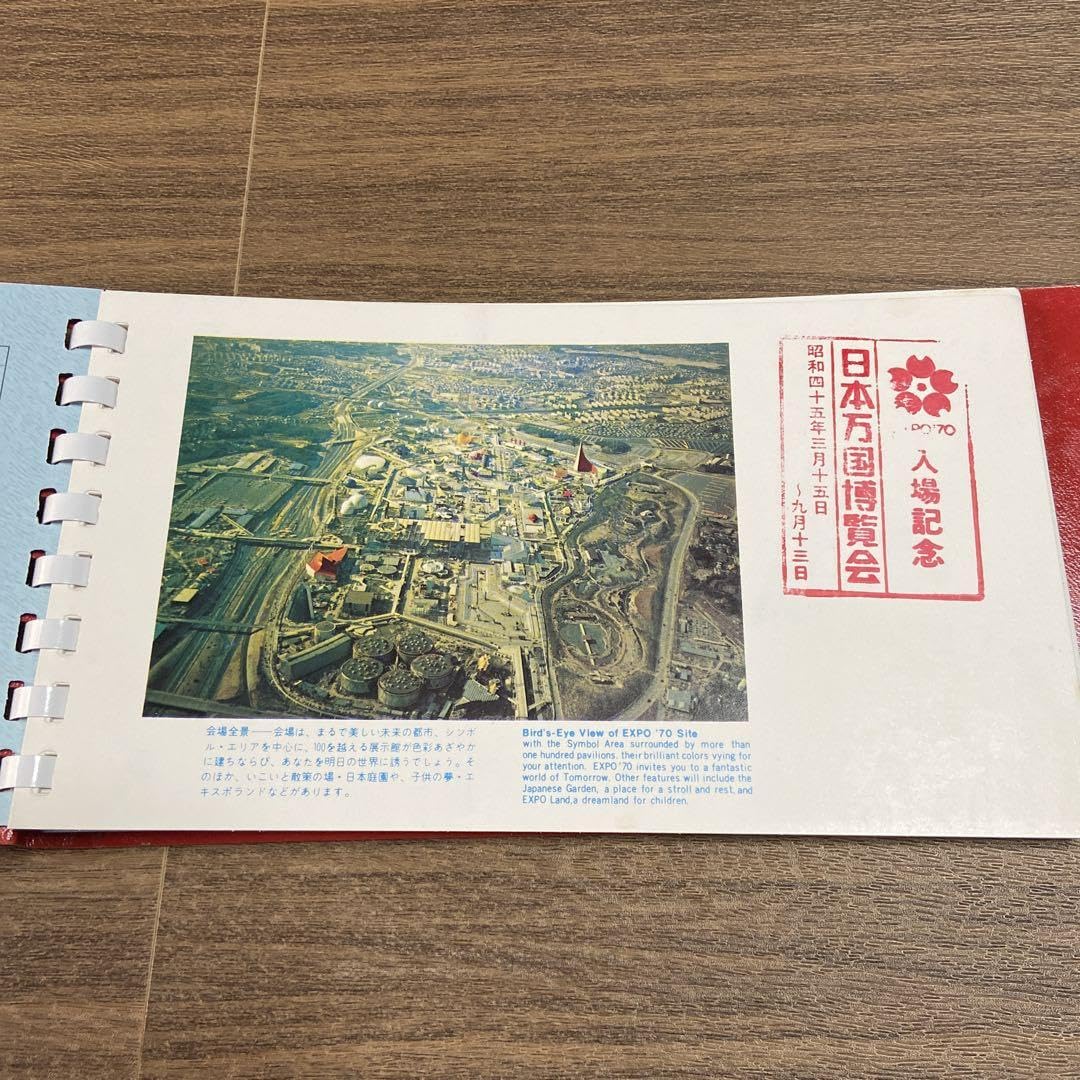 会場全景——会場は、まるで美しい未来の都市、シンボ
ル・エリアを中心に、100を越える展示館が色彩あざやか
に建ちならび、あなたを明日の世界に誘うでしょう。そ
のほか、いこいと散策の場・日本庭園や、子供の夢・エ
キスポランドなどがあります。
Bird's-Eye View of EXPO '70 Site
with the Symbol Area surrounded by more than
one hundred pavilions, their brilliant colors vying for
your attention. EXPO'70 invites you to a fantastic
world of Tomorrow. Other features will include the
Japanese Garden, a place for a stroll and rest, and
EXPO Land, a dreamland for children.
EXPO'70
入場記念
日本万国博覧会
昭和四十五年三月十五日
～九月十三日